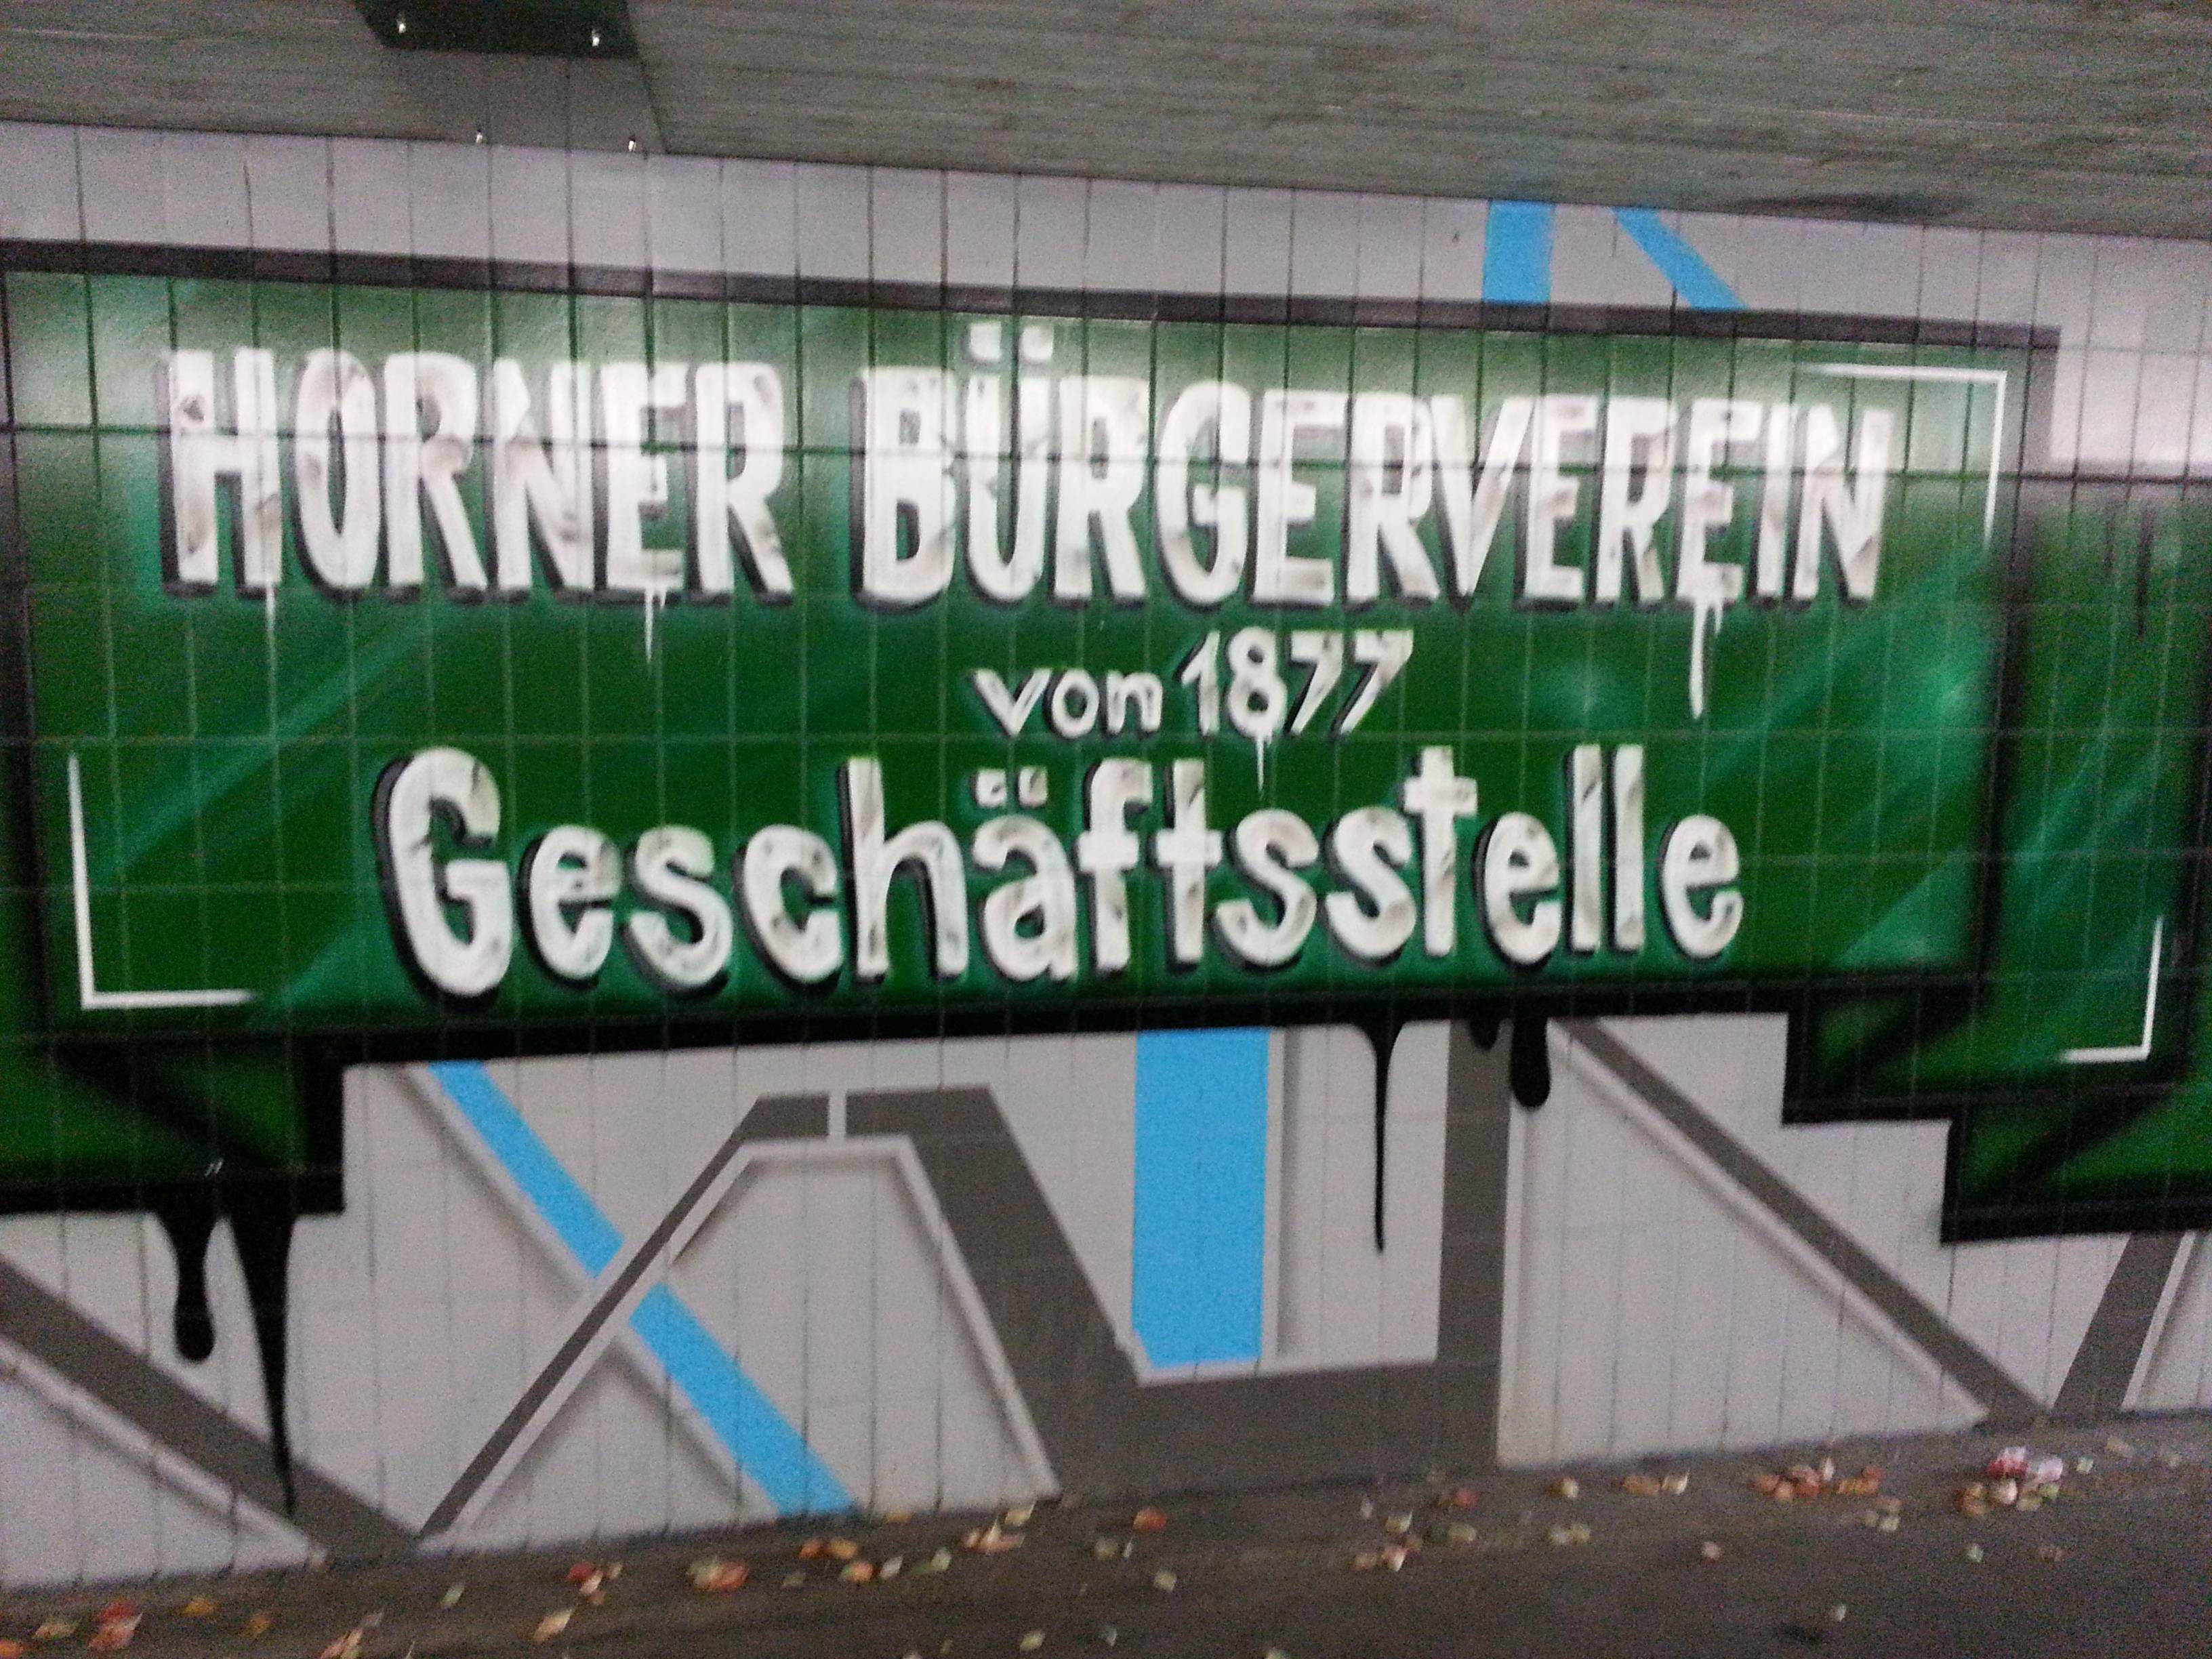 HORNER BÜRGERVEREIN
von 1877
Geschäftsstelle